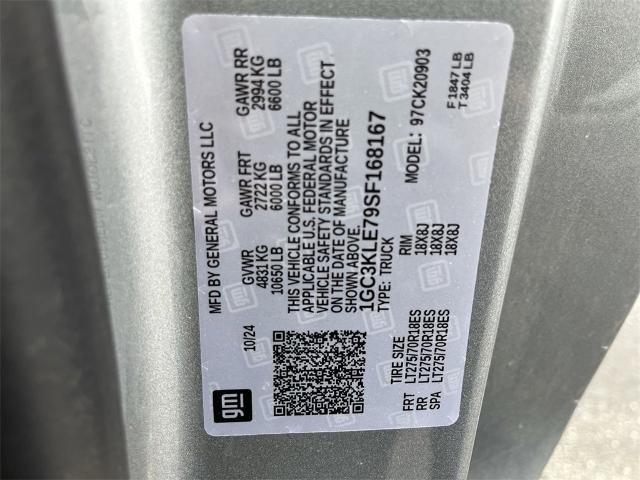 MFD BY GENERAL MOTORS LLC
10/24
GVWR GAWR FRT GAWR RR
4831 KG 2722 KG 2994 KG
10650 LB 6000 LB 6600 LB
THIS VEHICLE CONFORMS TO ALL
APPLICABLE U.S. FEDERAL MOTOR
VEHICLE SAFETY STANDARDS IN EFFECT
ON THE DATE OF MANUFACTURE
SHOWN ABOVE.
1GC3KLE79SF168167
TYPE: TRUCK
MODEL: 97CK20903
gm
TIRE SIZE RIM
FRT LT275/70R18ES 18X8J
RR LT275/70R18ES 18X8J
SPA LT275/70R18ES 18X8J
F 1847 LB
T 3404 LB